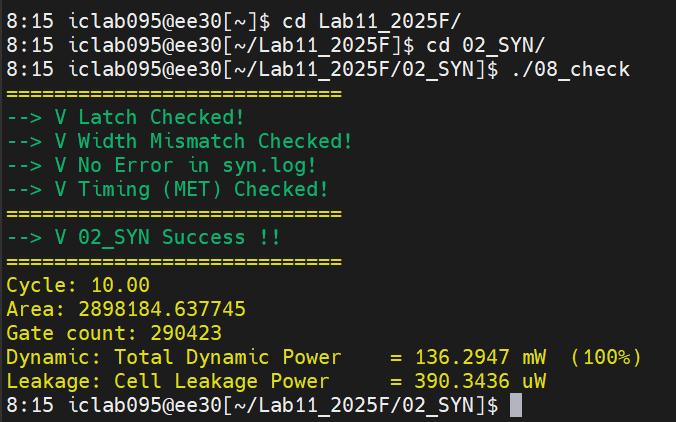 8:15 iclab095@ee30[~]$ cd Lab11_2025F/
8:15 iclab095@ee30[~/Lab11_2025F]$ cd 02_SYN/
8:15 iclab095@ee30[~/Lab11_2025F/02_SYN]$ ./08_check
============================
--> V Latch Checked!
--> V Width Mismatch Checked!
--> V No Error in syn.log!
--> V Timing (MET) Checked!
============================
--> V 02_SYN Success !!
============================
Cycle: 10.00
Area: 2898184.637745
Gate count: 290423
Dynamic: Total Dynamic Power    = 136.2947 mW  (100%)
Leakage: Cell Leakage Power     = 390.3436 uW
8:15 iclab095@ee30[~/Lab11_2025F/02_SYN]$